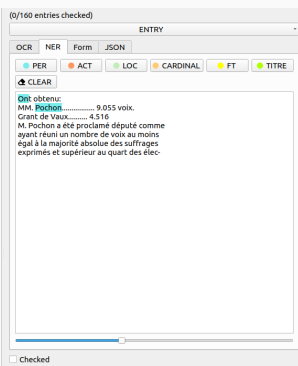 (0/160 entries checked)
ENTRY
OCR NER Form JSON
PER ACT LOC CARDINAL FT TITRE
CLEAR
Ont obtenu:
MM. Pochon................ 9.055 voix.
Grant de Vaux......... 4.516
M. Pochon a été proclamé député comme
ayant réuni un nombre de voix au moins
égal à la majorité absolue des suffrages
exprimés et supérieur au quart des élec-
Checked